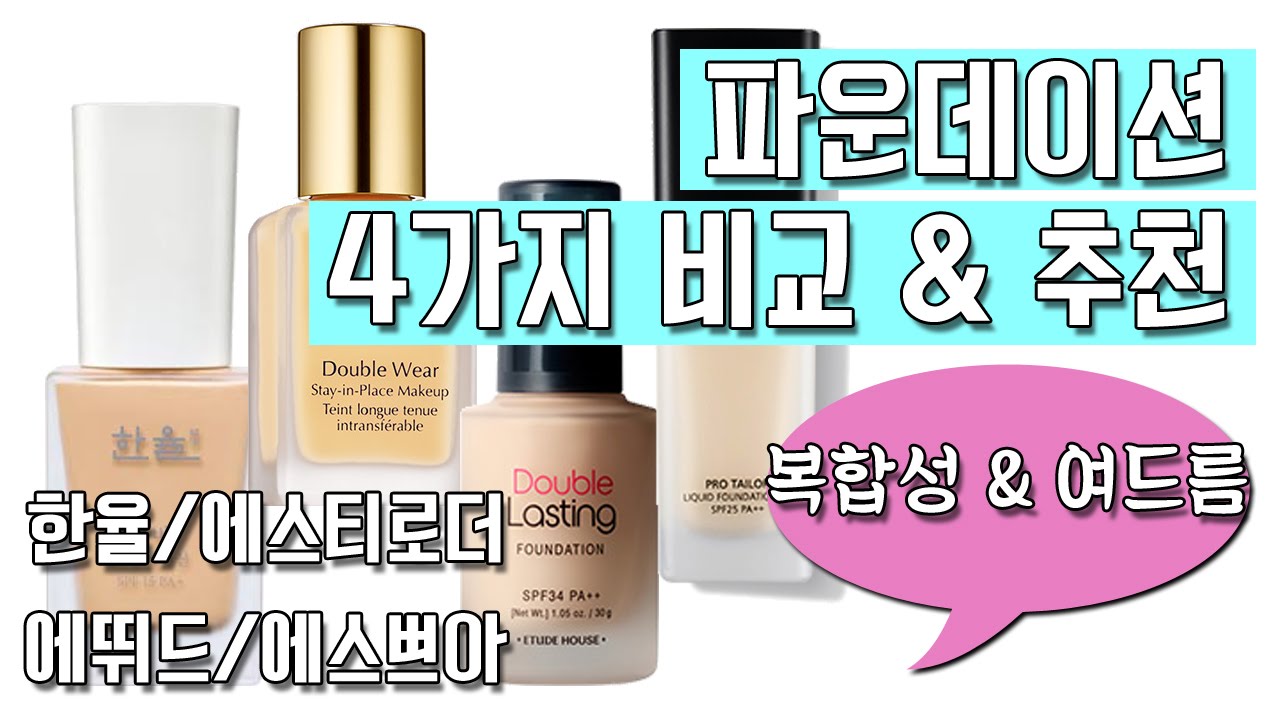 파운데이션
4가지 비교 & 추천
복합성 & 여드름
한율/에스티로더
에뛰드/에스쁘아
한율
Double Wear
Stay-in-Place Makeup
Teint longue tenue
intransférable
Double
Lasting
FOUNDATION
SPF34 PA++
[Net Wt.] 1.05 oz. / 30g
· ETUDE HOUSE ·
PRO TAILOR
LIQUID FOUNDATION
SPF25 PA++